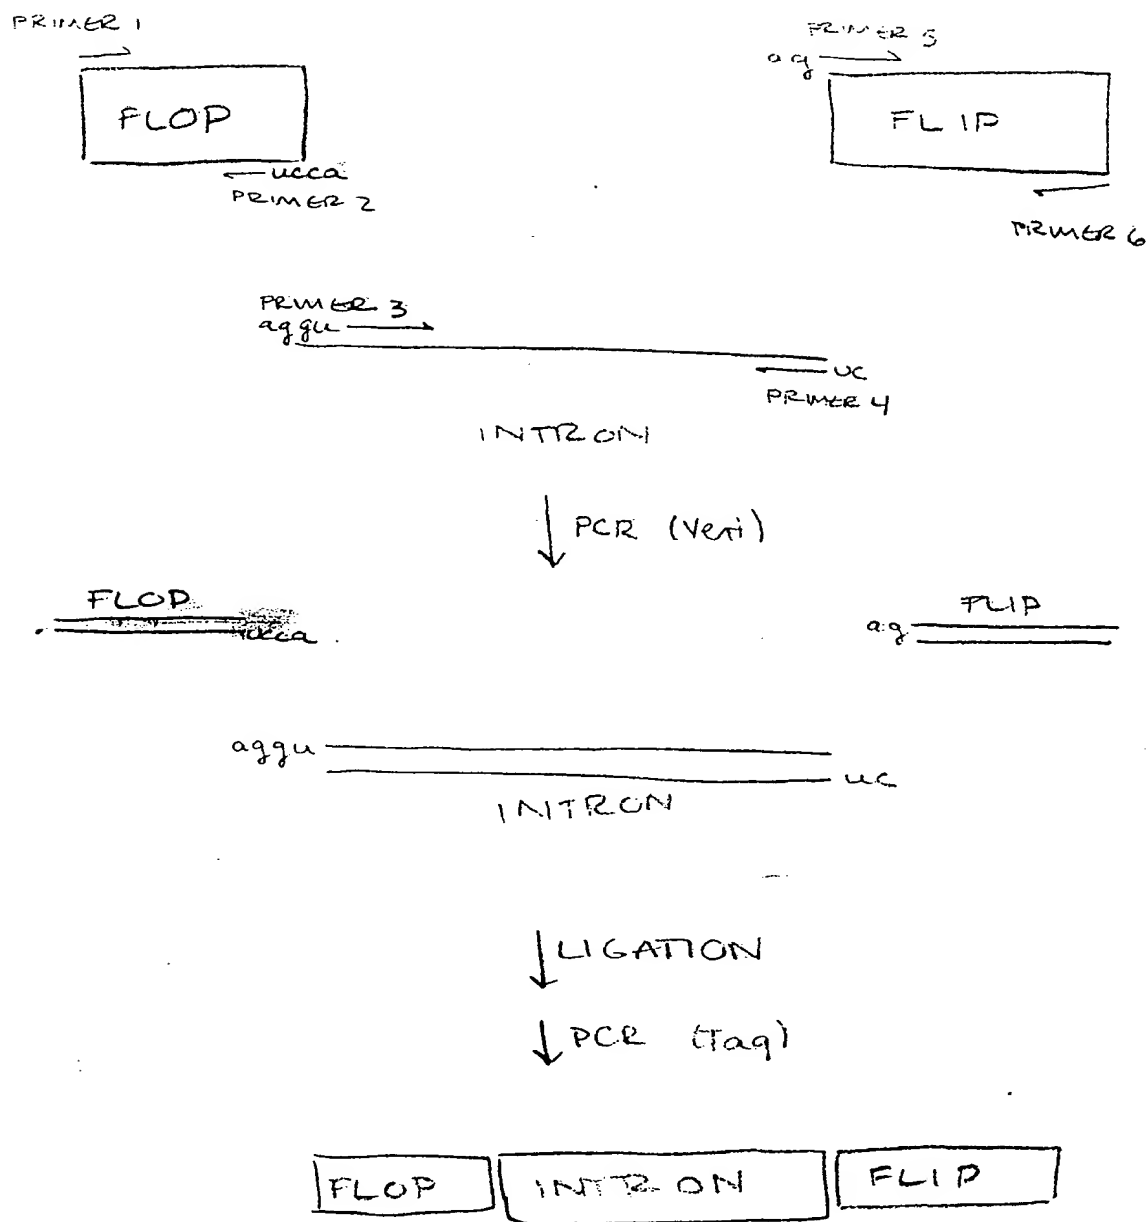 PRIMER 1
FLOP
ucca
PRIMER 2
PRIMER 5
ag
FLIP
PRIMER 6
PRIMER 3
aggu
uc
PRIMER 4
INTRON
PCR (Vent)
FLOP
ucca
FLIP
ag
aggu
uc
INTRON
LIGATION
PCR (Taq)
FLOP INTRON FLIP